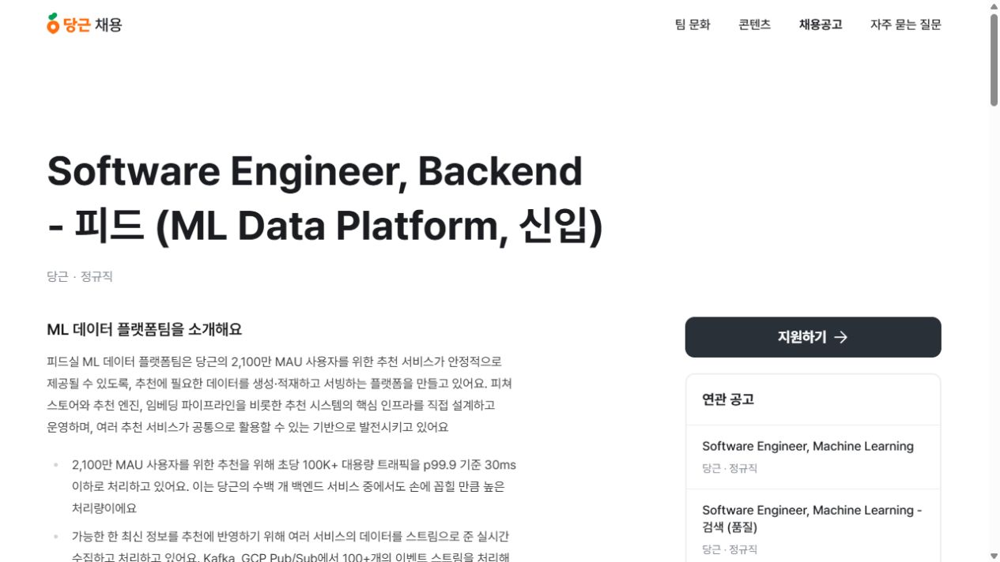 당근 채용
팀 문화
콘텐츠
채용공고
자주 묻는 질문
Software Engineer, Backend
- 피드 (ML Data Platform, 신입)
당근 · 정규직
ML 데이터 플랫폼팀을 소개해요
피드실 ML 데이터 플랫폼팀은 당근의 2,100만 MAU 사용자를 위한 추천 서비스가 안정적으로
제공될 수 있도록, 추천에 필요한 데이터를 생성·적재하고 서빙하는 플랫폼을 만들고 있어요. 피쳐
스토어와 추천 엔진, 임베딩 파이프라인을 비롯한 추천 시스템의 핵심 인프라를 직접 설계하고
운영하며, 여러 추천 서비스가 공통으로 활용할 수 있는 기반으로 발전시키고 있어요
2,100만 MAU 사용자를 위한 추천을 위해 초당 100K+ 대용량 트래픽을 p99.9 기준 30ms
이하로 처리하고 있어요. 이는 당근의 수백 개 백엔드 서비스 중에서도 손에 꼽힐 만큼 높은
처리량이에요
가능한 한 최신 정보를 추천에 반영하기 위해 여러 서비스의 데이터를 스트림으로 준 실시간
수집하고 처리하고 있어요. Kafka, GCP Pub/Sub에서 100+개의 이벤트 스트림을 처리해
지원하기 →
연관 공고
Software Engineer, Machine Learning
당근 · 정규직
Software Engineer, Machine Learning -
검색 (품질)
당근 · 정규직